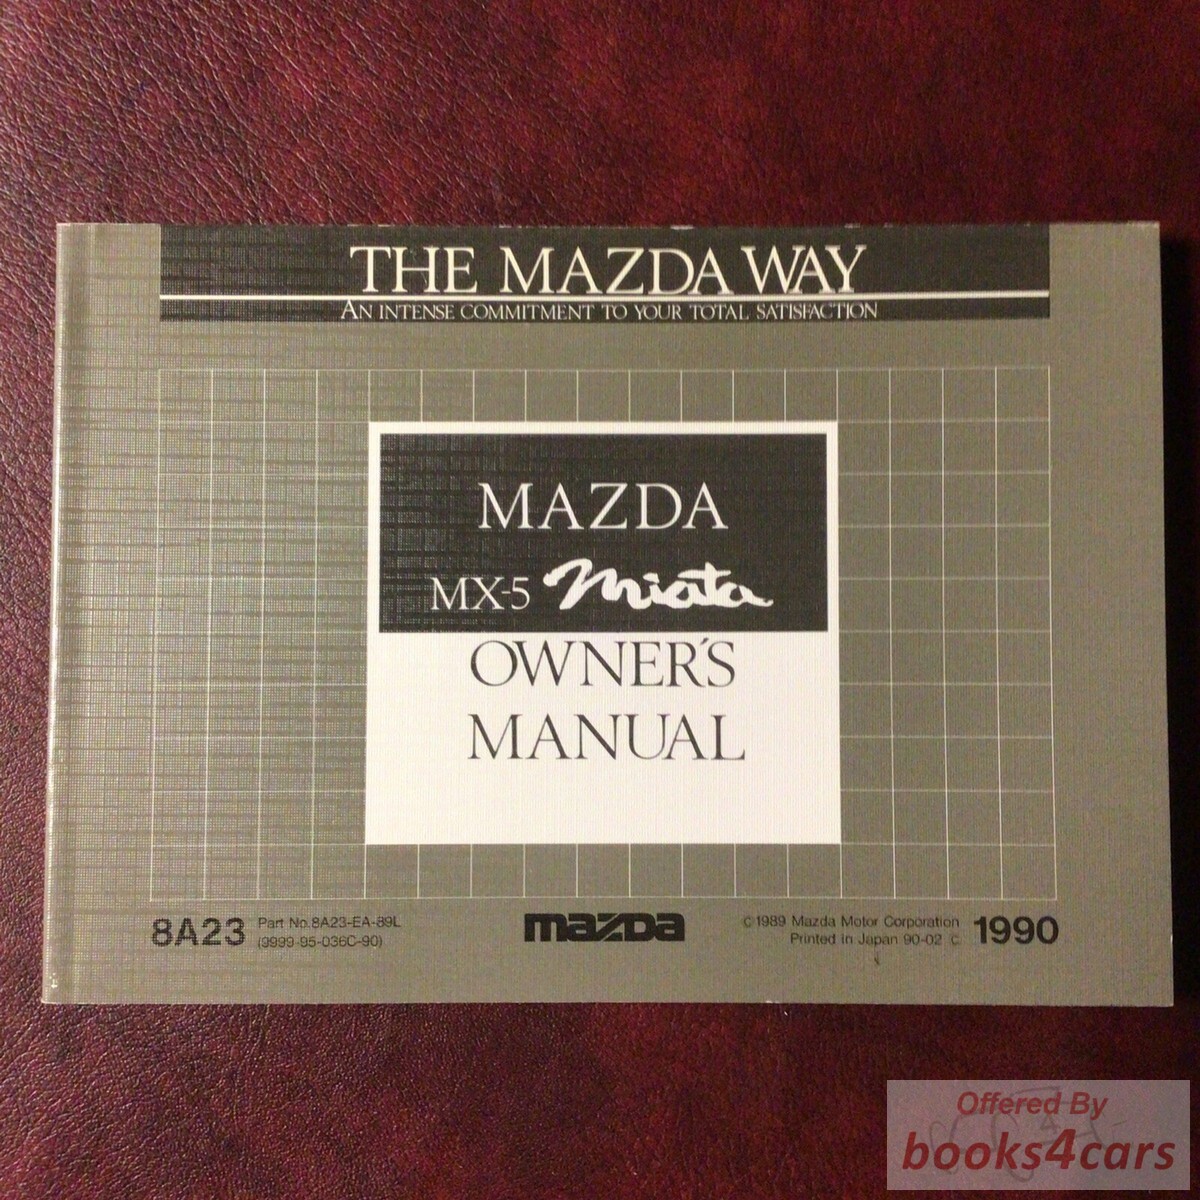 THE MAZDA WAY
AN INTENSE COMMITMENT TO YOUR TOTAL SATISFACTION
MAZDA
MX-5 Miata
OWNER'S
MANUAL
8A23 Part No.8A23-EA-89L
(9999-95-036C-90)
mazda
©1989 Mazda Motor Corporation
Printed in Japan 90-02 C
1990
Offered By
books4cars